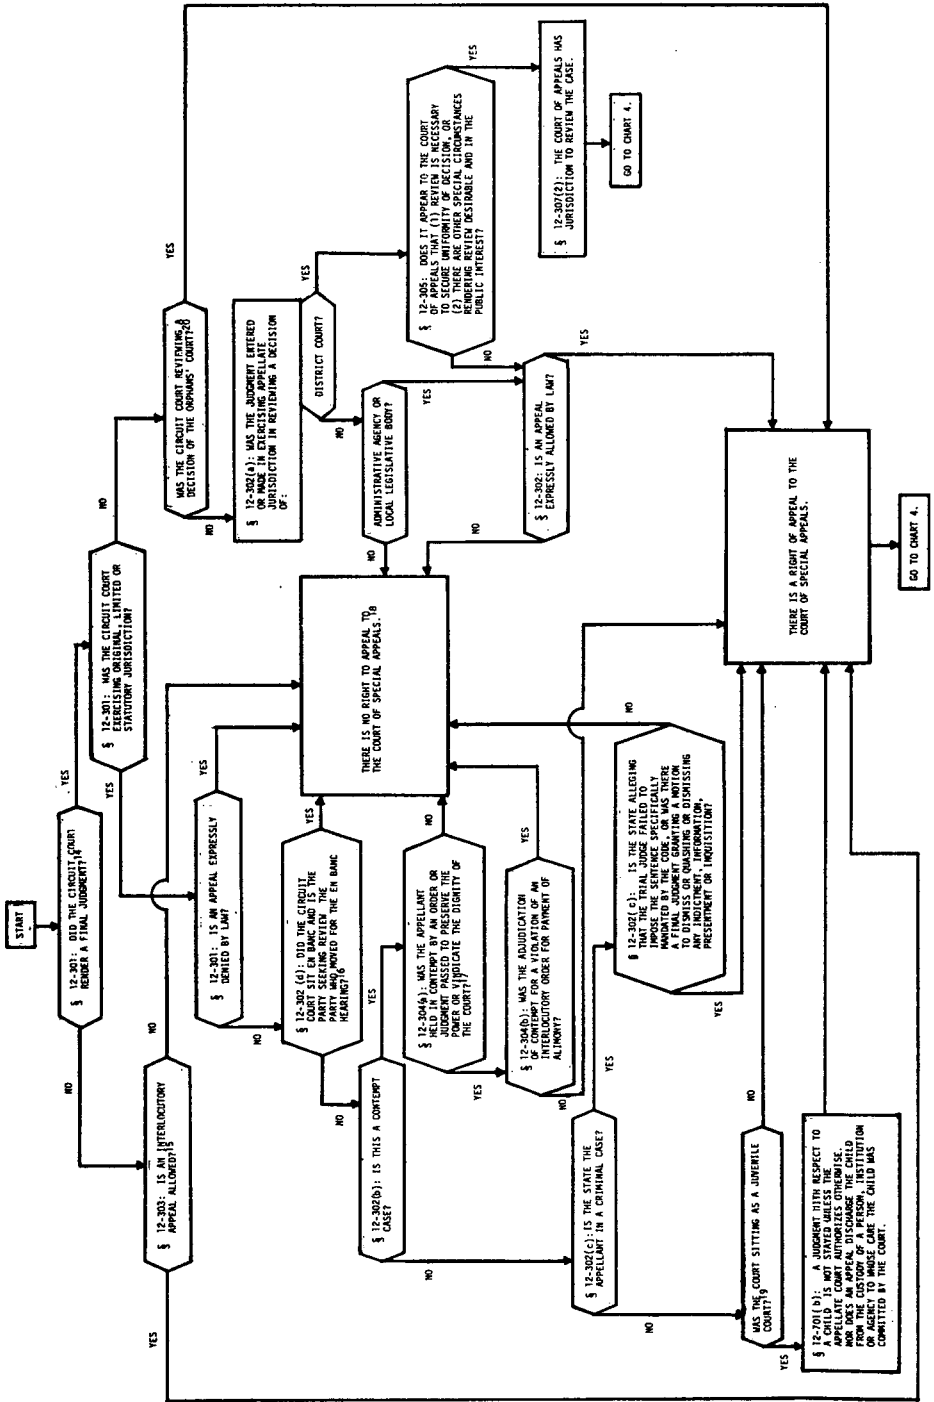 START
§ 12-301: DID THE CIRCUIT COURT
RENDER A FINAL JUDGMENT?14
YES
NO
§ 12-301: WAS THE CIRCUIT COURT
EXERCISING ORIGINAL, LIMITED OR
STATUTORY JURISDICTION?
NO
YES
WAS THE CIRCUIT COURT REVIEWING A
DECISION OF THE ORPHANS' COURT?20
YES
NO
§ 12-302(a): WAS THE JUDGMENT ENTERED
OR MADE IN EXERCISING APPELLATE
JURISDICTION IN REVIEWING A DECISION
OF:
DISTRICT COURT?
YES
NO
§ 12-305: DOES IT APPEAR TO THE COURT
OF APPEALS THAT (1) REVIEW IS NECESSARY
TO SECURE UNIFORMITY OF DECISION, OR
(2) THERE ARE OTHER SPECIAL CIRCUMSTANCES
RENDERING REVIEW DESIRABLE AND IN THE
PUBLIC INTEREST?
YES
NO
§ 12-307(2): THE COURT OF APPEALS HAS
JURISDICTION TO REVIEW THE CASE.
GO TO CHART 4.
ADMINISTRATIVE AGENCY OR
LOCAL LEGISLATIVE BODY?
YES
NO
§ 12-302: IS AN APPEAL
EXPRESSLY ALLOWED BY LAW?
YES
NO
§ 12-303: IS AN INTERLOCUTORY
APPEAL ALLOWED?15
NO
YES
§ 12-301: IS AN APPEAL EXPRESSLY
DENIED BY LAW?
YES
NO
§ 12-302 (d): DID THE CIRCUIT
COURT SIT EN BANC AND IS THE
PARTY SEEKING REVIEW THE
PARTY WHO MOVED FOR THE EN BANC
HEARING?16
YES
NO
THERE IS NO RIGHT TO APPEAL TO
THE COURT OF SPECIAL APPEALS.18
§ 12-302(b): IS THIS A CONTEMPT
CASE?
YES
NO
§ 12-304(a): WAS THE APPELLANT
HELD IN CONTEMPT BY AN ORDER OR
JUDGMENT PASSED TO PRESERVE THE
POWER OR VINDICATE THE DIGNITY OF
THE COURT?17
NO
YES
§ 12-304(b): WAS THE ADJUDICATION
OF CONTEMPT FOR A VIOLATION OF AN
INTERLOCUTORY ORDER FOR PAYMENT OF
ALIMONY?
YES
NO
§ 12-302(c): IS THE STATE THE
APPELLANT IN A CRIMINAL CASE?
YES
NO
§ 12-302(c): IS THE STATE ALLEGING
THAT THE TRIAL JUDGE FAILED TO
IMPOSE THE SENTENCE SPECIFICALLY
MANDATED BY THE CODE, OR WAS THERE
A FINAL JUDGMENT GRANTING A MOTION
TO DISMISS OR QUASHING OR DISMISSING
ANY INDICTMENT, INFORMATION,
PRESENTMENT OR INQUISITION?
NO
YES
WAS THE COURT SITTING AS A JUVENILE
COURT?19
NO
YES
§ 12-701(b): A JUDGMENT WITH RESPECT TO
A CHILD IS NOT STAYED UNLESS THE
APPELLATE COURT AUTHORIZES OTHERWISE.
NOR DOES AN APPEAL DISCHARGE THE CHILD
FROM THE CUSTODY OF A PERSON, INSTITUTION
OR AGENCY TO WHOSE CARE THE CHILD WAS
COMMITTED BY THE COURT.
THERE IS A RIGHT OF APPEAL TO THE
COURT OF SPECIAL APPEALS.
GO TO CHART 4.